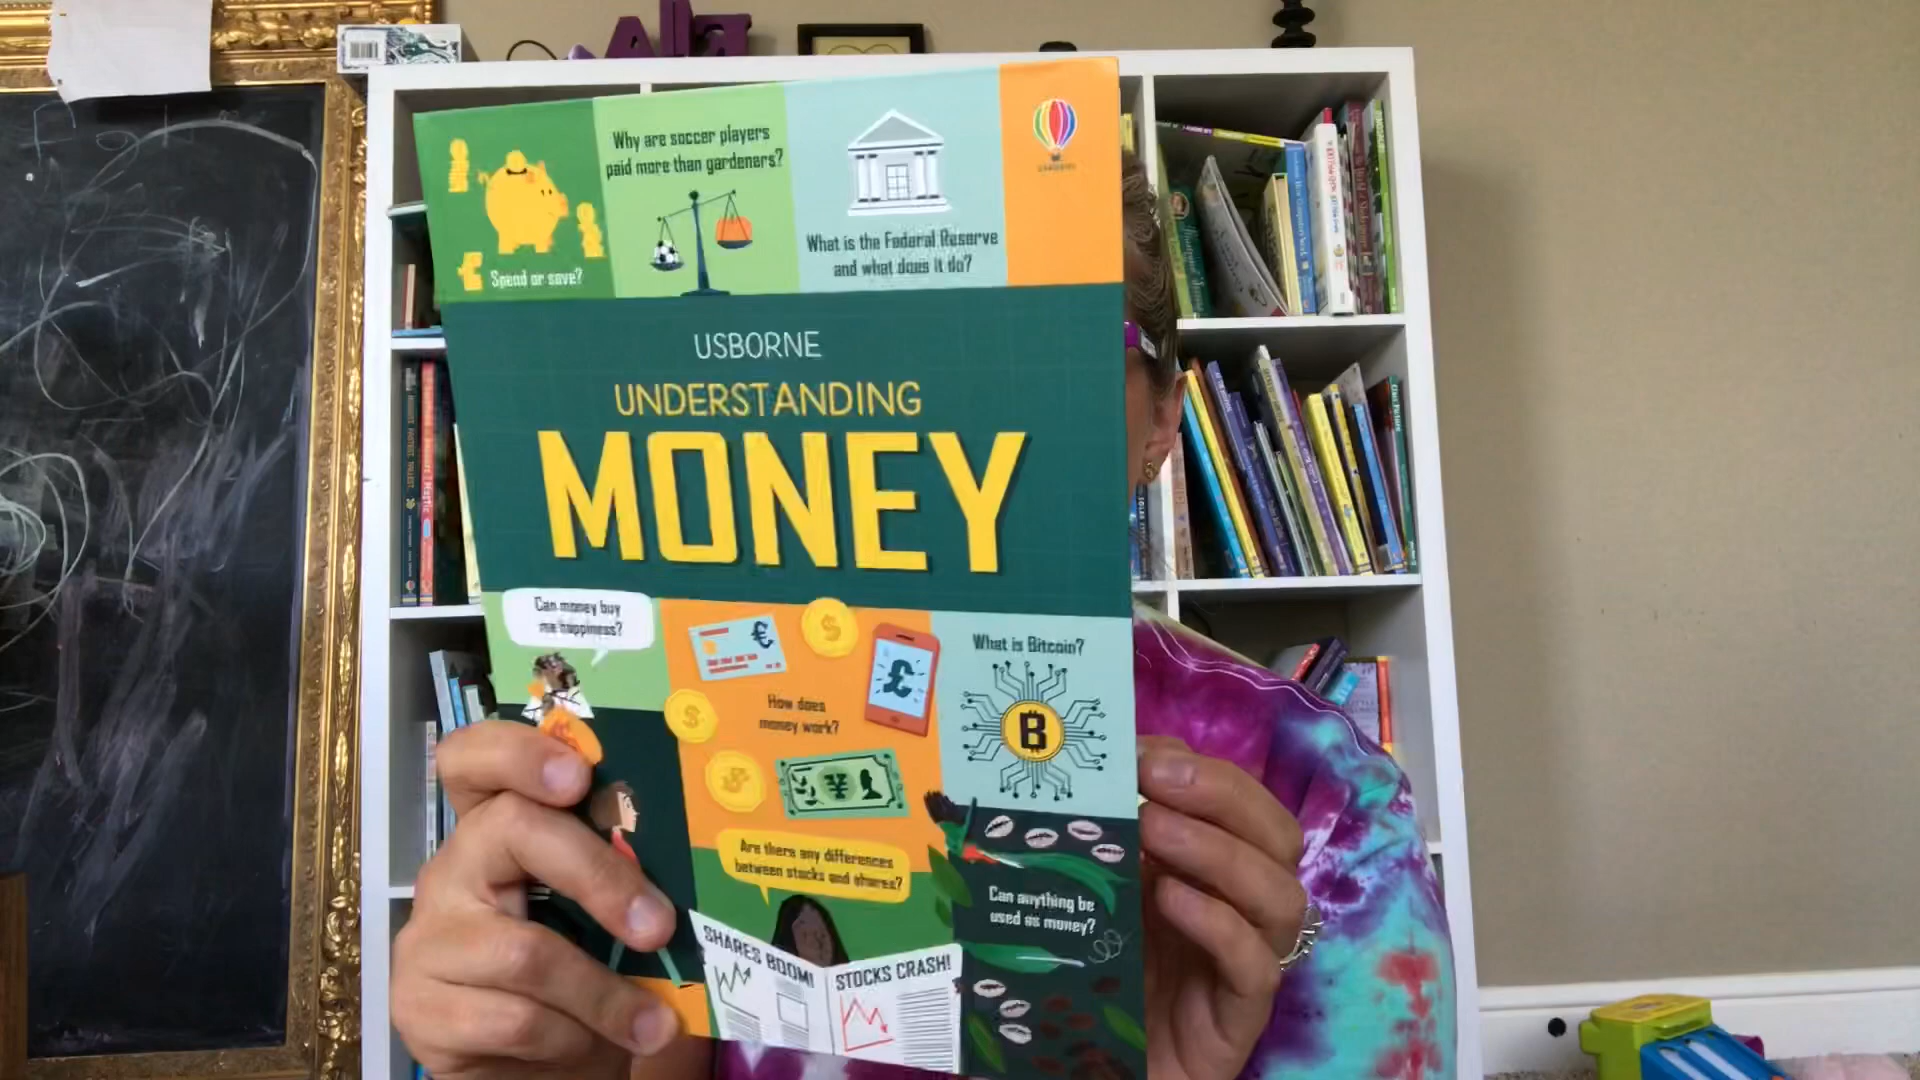 Spend or save?
Why are soccer players
paid more than gardeners?
What is the Federal Reserve
and what does it do?
USBORNE
UNDERSTANDING
MONEY
Can money buy
me happiness?
How does
money work?
What is Bitcoin?
Are there any differences
between stocks and shares?
Can anything be
used as money?
SHARES BOOM!
STOCKS CRASH!